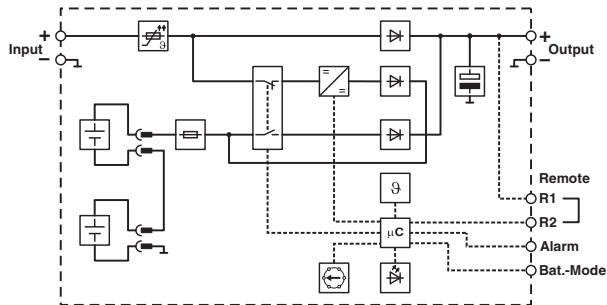 +
Input
−
ϑ
=
=
+
Output
−
ϑ
µC
Remote
R1
R2
Alarm
Bat.-Mode